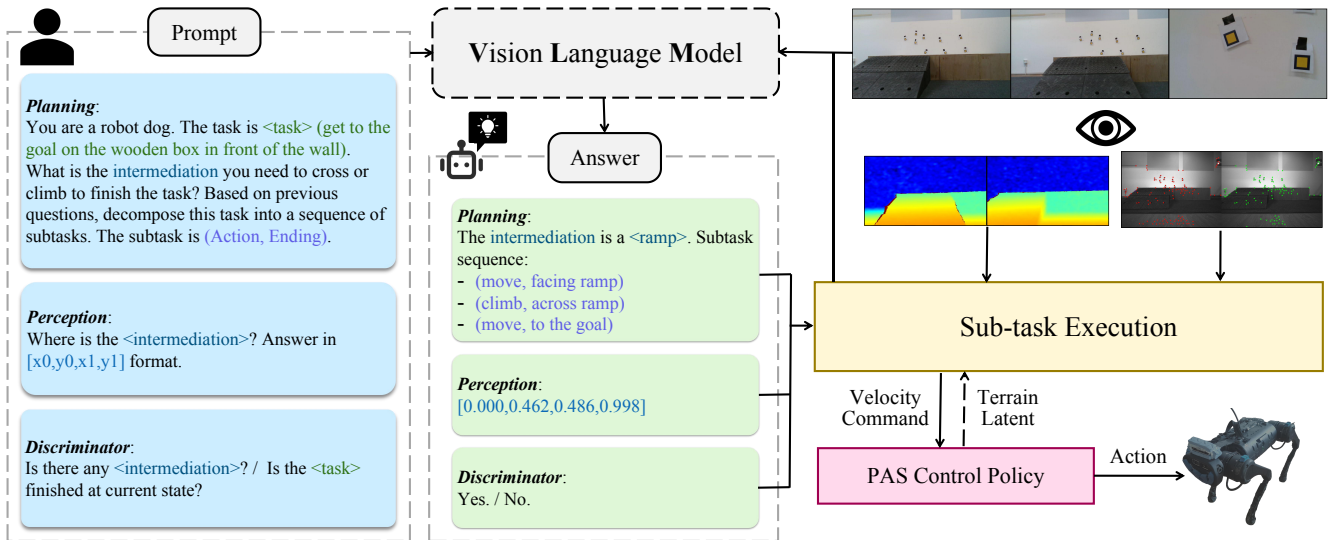 Prompt
Planning:
You are a robot dog. The task is <task> (get to the
goal on the wooden box in front of the wall).
What is the intermediation you need to cross or
climb to finish the task? Based on previous
questions, decompose this task into a sequence of
subtasks. The subtask is (Action, Ending).
Perception:
Where is the <intermediation>? Answer in
[x0,y0,x1,y1] format.
Discriminator:
Is there any <intermediation>? / Is the <task>
finished at current state?
Vision Language Model
Answer
Planning:
The intermediation is a <ramp>. Subtask
sequence:
- (move, facing ramp)
- (climb, across ramp)
- (move, to the goal)
Perception:
[0.000,0.462,0.486,0.998]
Discriminator:
Yes. / No.
Sub-task Execution
Velocity
Command
Terrain
Latent
PAS Control Policy
Action